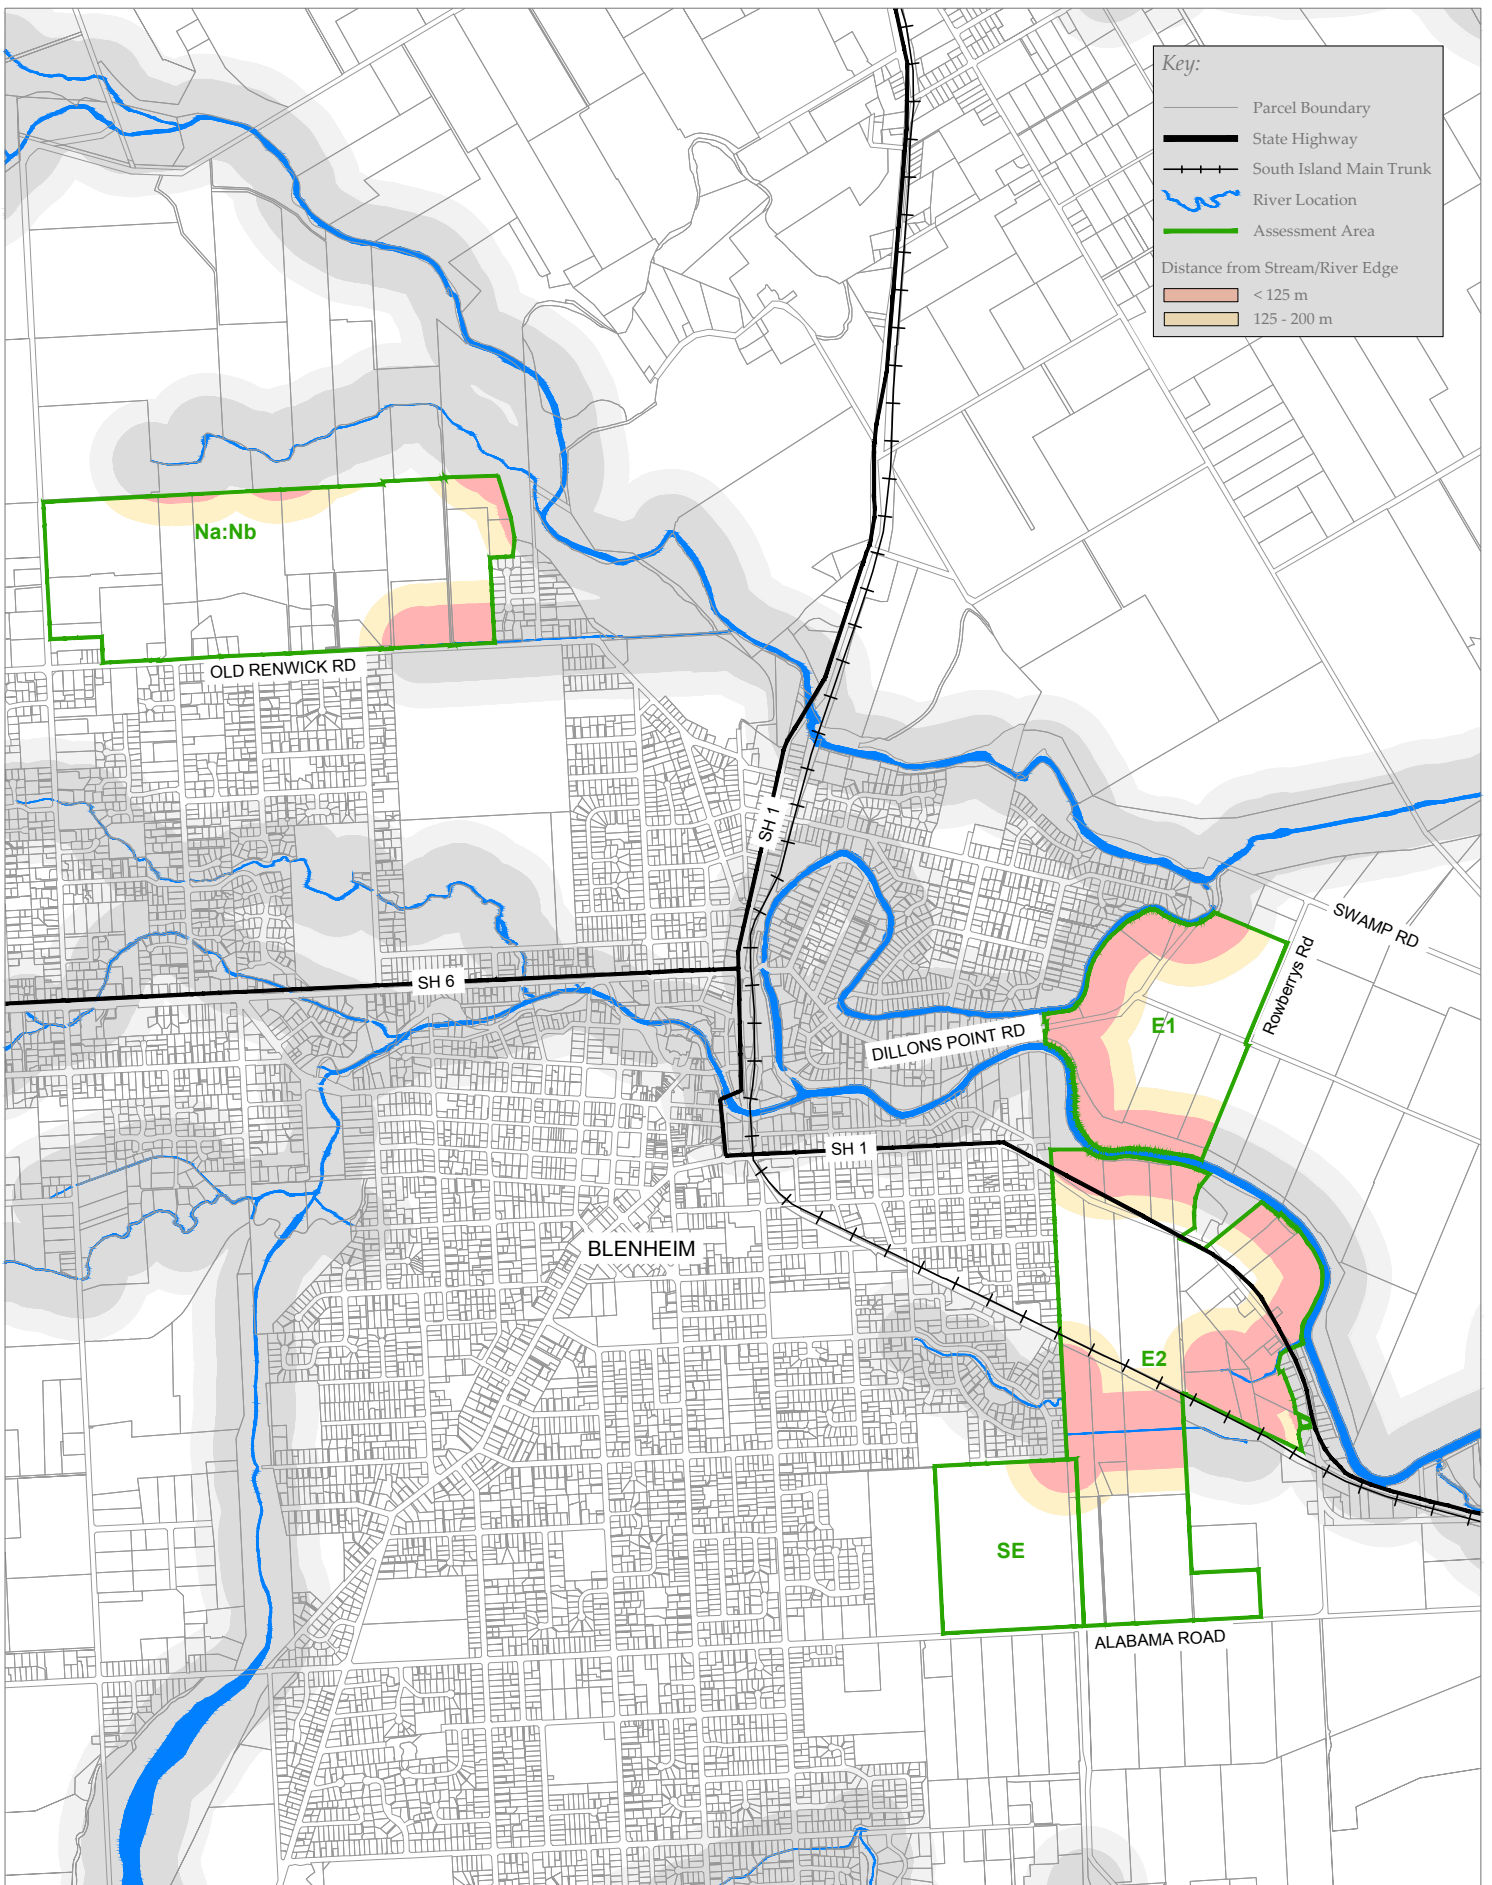 Key:
Parcel Boundary
State Highway
South Island Main Trunk
River Location
Assessment Area
Distance from Stream/River Edge
< 125 m
125 - 200 m
Na:Nb
OLD RENWICK RD
SH 1
SWAMP RD
Rowberrys Rd
SH 6
E1
DILLONS POINT RD
SH 1
BLENHEIM
E2
SE
ALABAMA ROAD